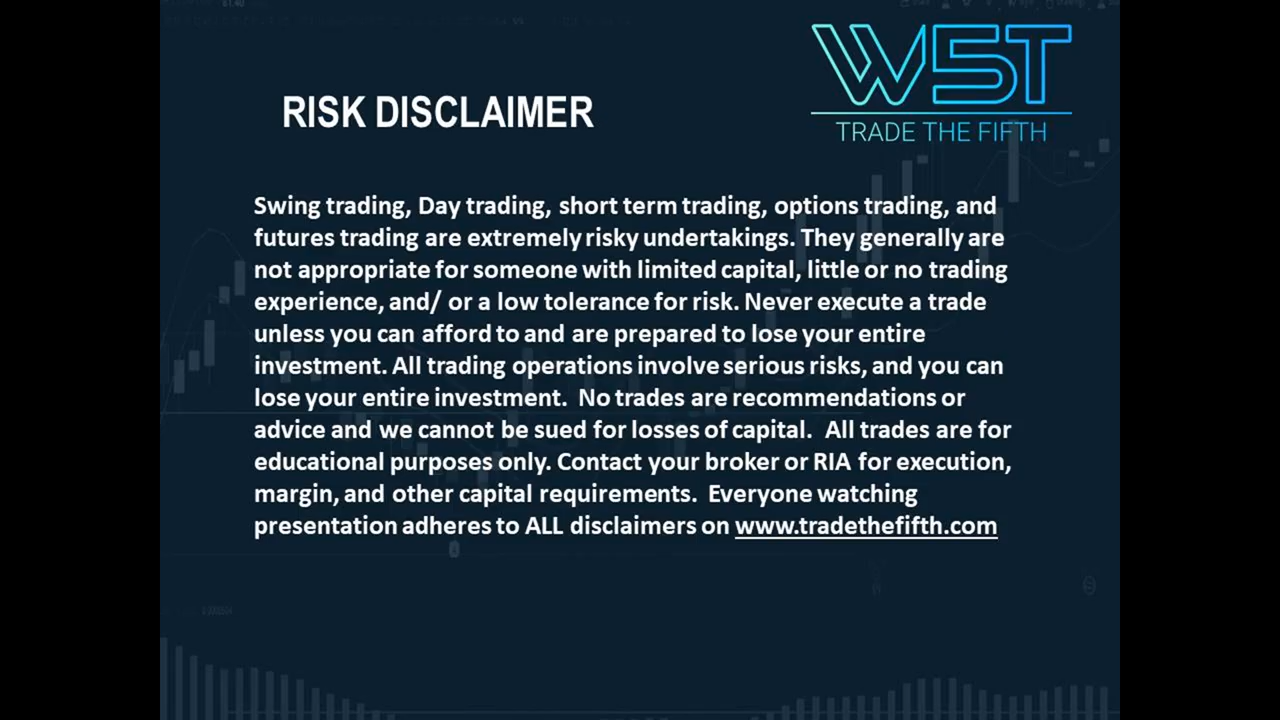 W5T
TRADE THE FIFTH
RISK DISCLAIMER
Swing trading, Day trading, short term trading, options trading, and
futures trading are extremely risky undertakings. They generally are
not appropriate for someone with limited capital, little or no trading
experience, and/ or a low tolerance for risk. Never execute a trade
unless you can afford to and are prepared to lose your entire
investment. All trading operations involve serious risks, and you can
lose your entire investment.  No trades are recommendations or
advice and we cannot be sued for losses of capital.  All trades are for
educational purposes only. Contact your broker or RIA for execution,
margin, and other capital requirements.  Everyone watching
presentation adheres to ALL disclaimers on www.tradethefifth.com